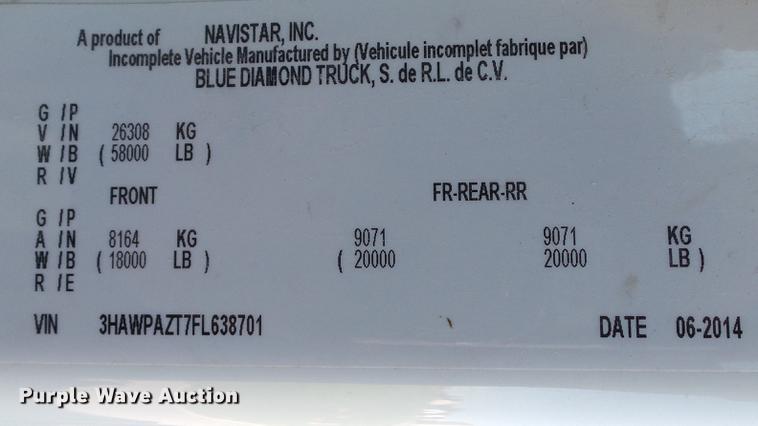 A product of NAVISTAR, INC.
Incomplete Vehicle Manufactured by (Vehicule incomplet fabrique par)
BLUE DIAMOND TRUCK, S. de R.L. de C.V.
G / P
V / N 26308 KG
W / B ( 58000 LB )
R / V
FRONT FR-REAR-RR
G / P
A / N 8164 KG 9071 9071 KG
W / B ( 18000 LB ) ( 20000 20000 LB )
R / E
VIN 3HAWPAZT7FL638701 DATE 06-2014
Purple Wave Auction